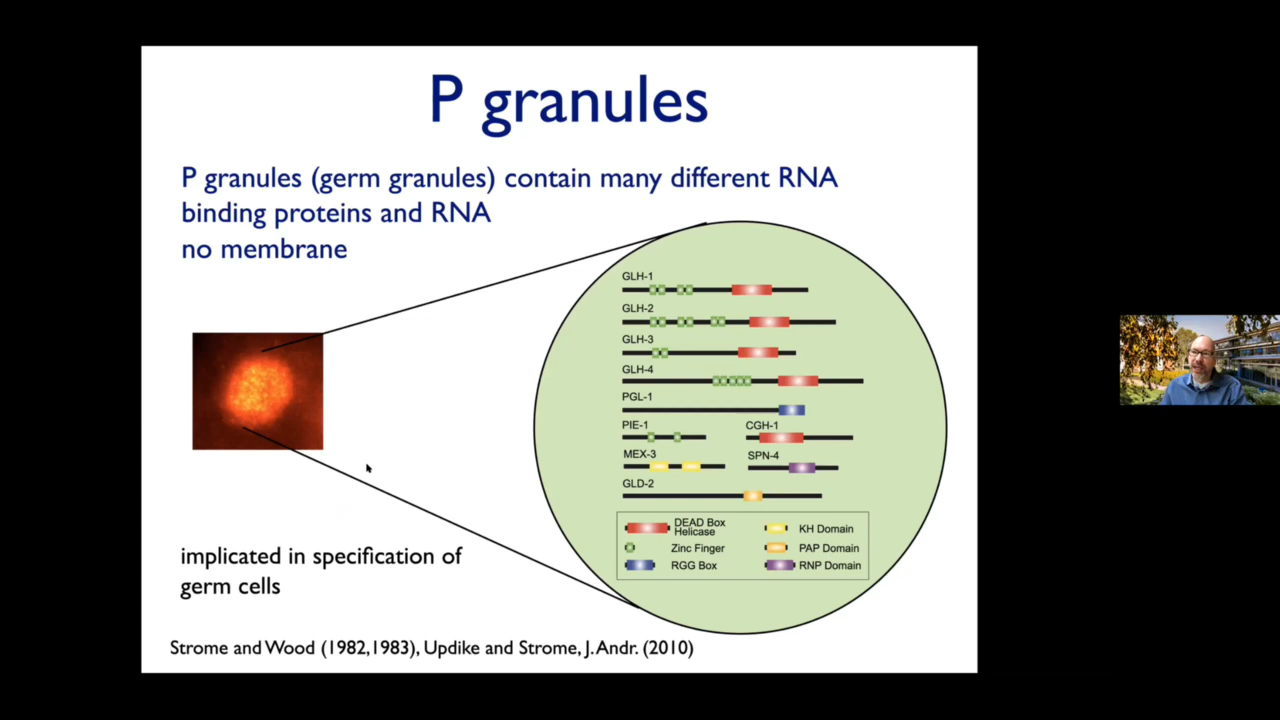 P granules
P granules (germ granules) contain many different RNA
binding proteins and RNA
no membrane
GLH-1
GLH-2
GLH-3
GLH-4
PGL-1
PIE-1
CGH-1
MEX-3
SPN-4
GLD-2
DEAD Box
Helicase
KH Domain
Zinc Finger
PAP Domain
RGG Box
RNP Domain
implicated in specification of
germ cells
Strome and Wood (1982,1983), Updike and Strome, J. Andr. (2010)